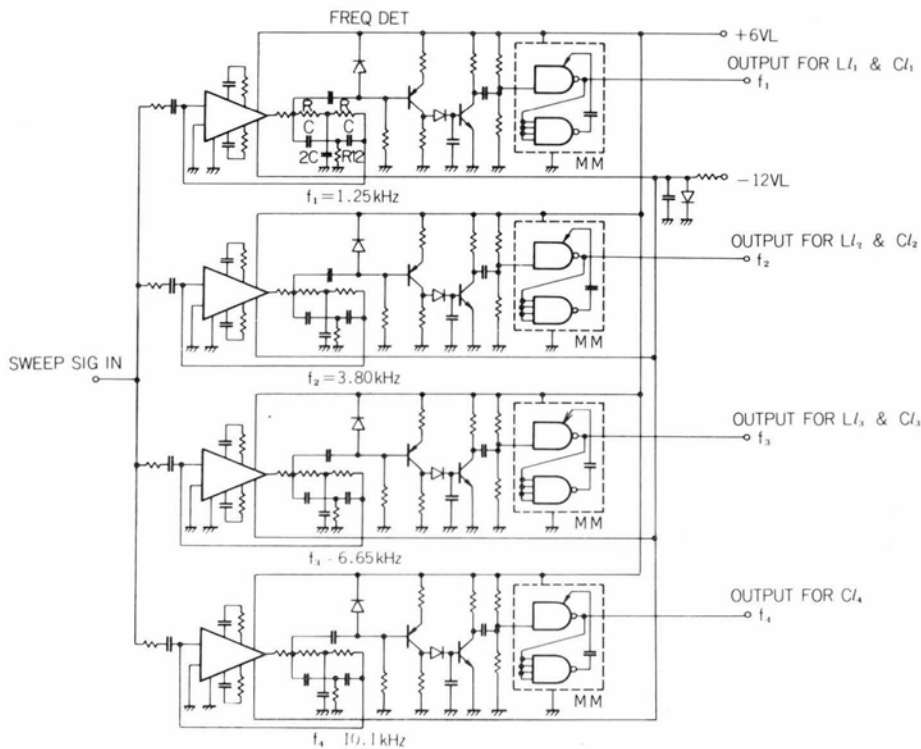 FREQ DET
+6VL
OUTPUT FOR Ll₁ & Cl₁
f₁
R R
C C
2C R12
MM
f₁=1.25kHz
-12VL
OUTPUT FOR Ll₂ & Cl₂
f₂
MM
f₂=3.80kHz
SWEEP SIG IN
OUTPUT FOR Ll₃ & Cl₃
f₃
MM
f₃-6.65kHz
OUTPUT FOR Cl₄
f₄
MM
f₄ 10.1kHz